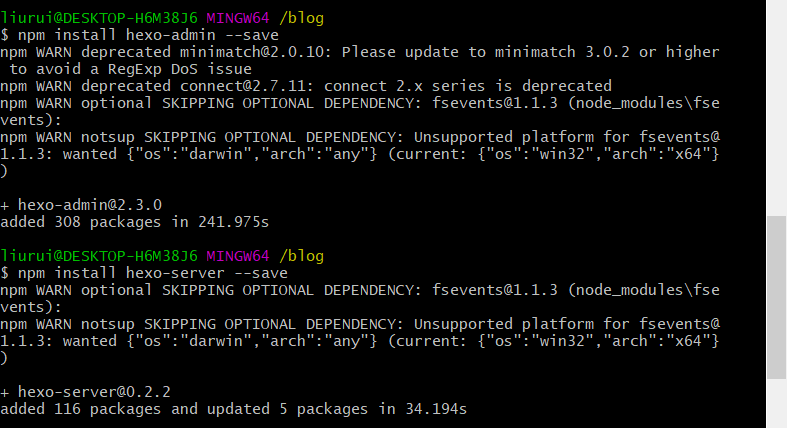 liurui@DESKTOP-H6M38J6 MINGW64 /blog
$ npm install hexo-admin --save
npm WARN deprecated minimatch@2.0.10: Please update to minimatch 3.0.2 or higher
 to avoid a RegExp DoS issue
npm WARN deprecated connect@2.7.11: connect 2.x series is deprecated
npm WARN optional SKIPPING OPTIONAL DEPENDENCY: fsevents@1.1.3 (node_modules\fse
vents):
npm WARN notsup SKIPPING OPTIONAL DEPENDENCY: Unsupported platform for fsevents@
1.1.3: wanted {"os":"darwin","arch":"any"} (current: {"os":"win32","arch":"x64"}
)
+ hexo-admin@2.3.0
added 308 packages in 241.975s
liurui@DESKTOP-H6M38J6 MINGW64 /blog
$ npm install hexo-server --save
npm WARN optional SKIPPING OPTIONAL DEPENDENCY: fsevents@1.1.3 (node_modules\fse
vents):
npm WARN notsup SKIPPING OPTIONAL DEPENDENCY: Unsupported platform for fsevents@
1.1.3: wanted {"os":"darwin","arch":"any"} (current: {"os":"win32","arch":"x64"}
)
+ hexo-server@0.2.2
added 116 packages and updated 5 packages in 34.194s